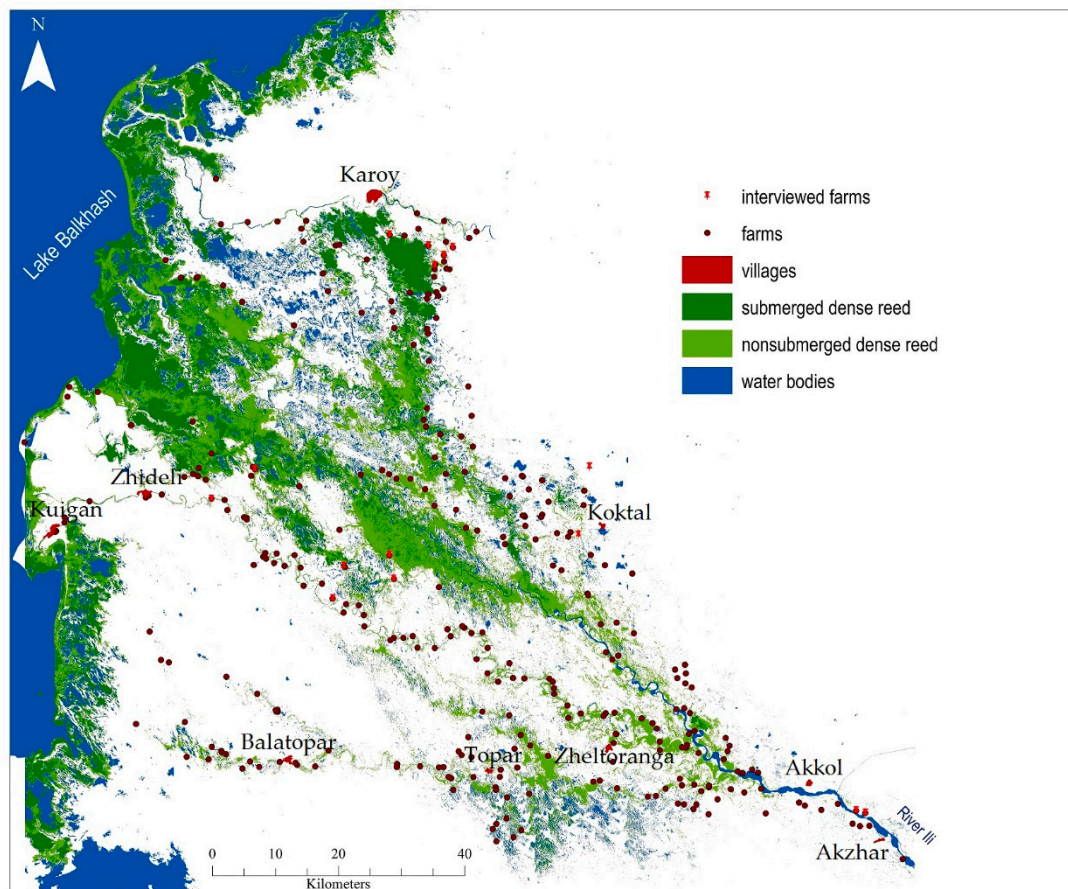 N
Lake Balkhash
Karoy
interviewed farms
farms
villages
submerged dense reed
nonsubmerged dense reed
water bodies
Zhideli
Kuigan
Koktal
Balatopar
Topar
Zheltoranga
Akkol
River Ili
Akzhar
0 10 20 40
Kilometers